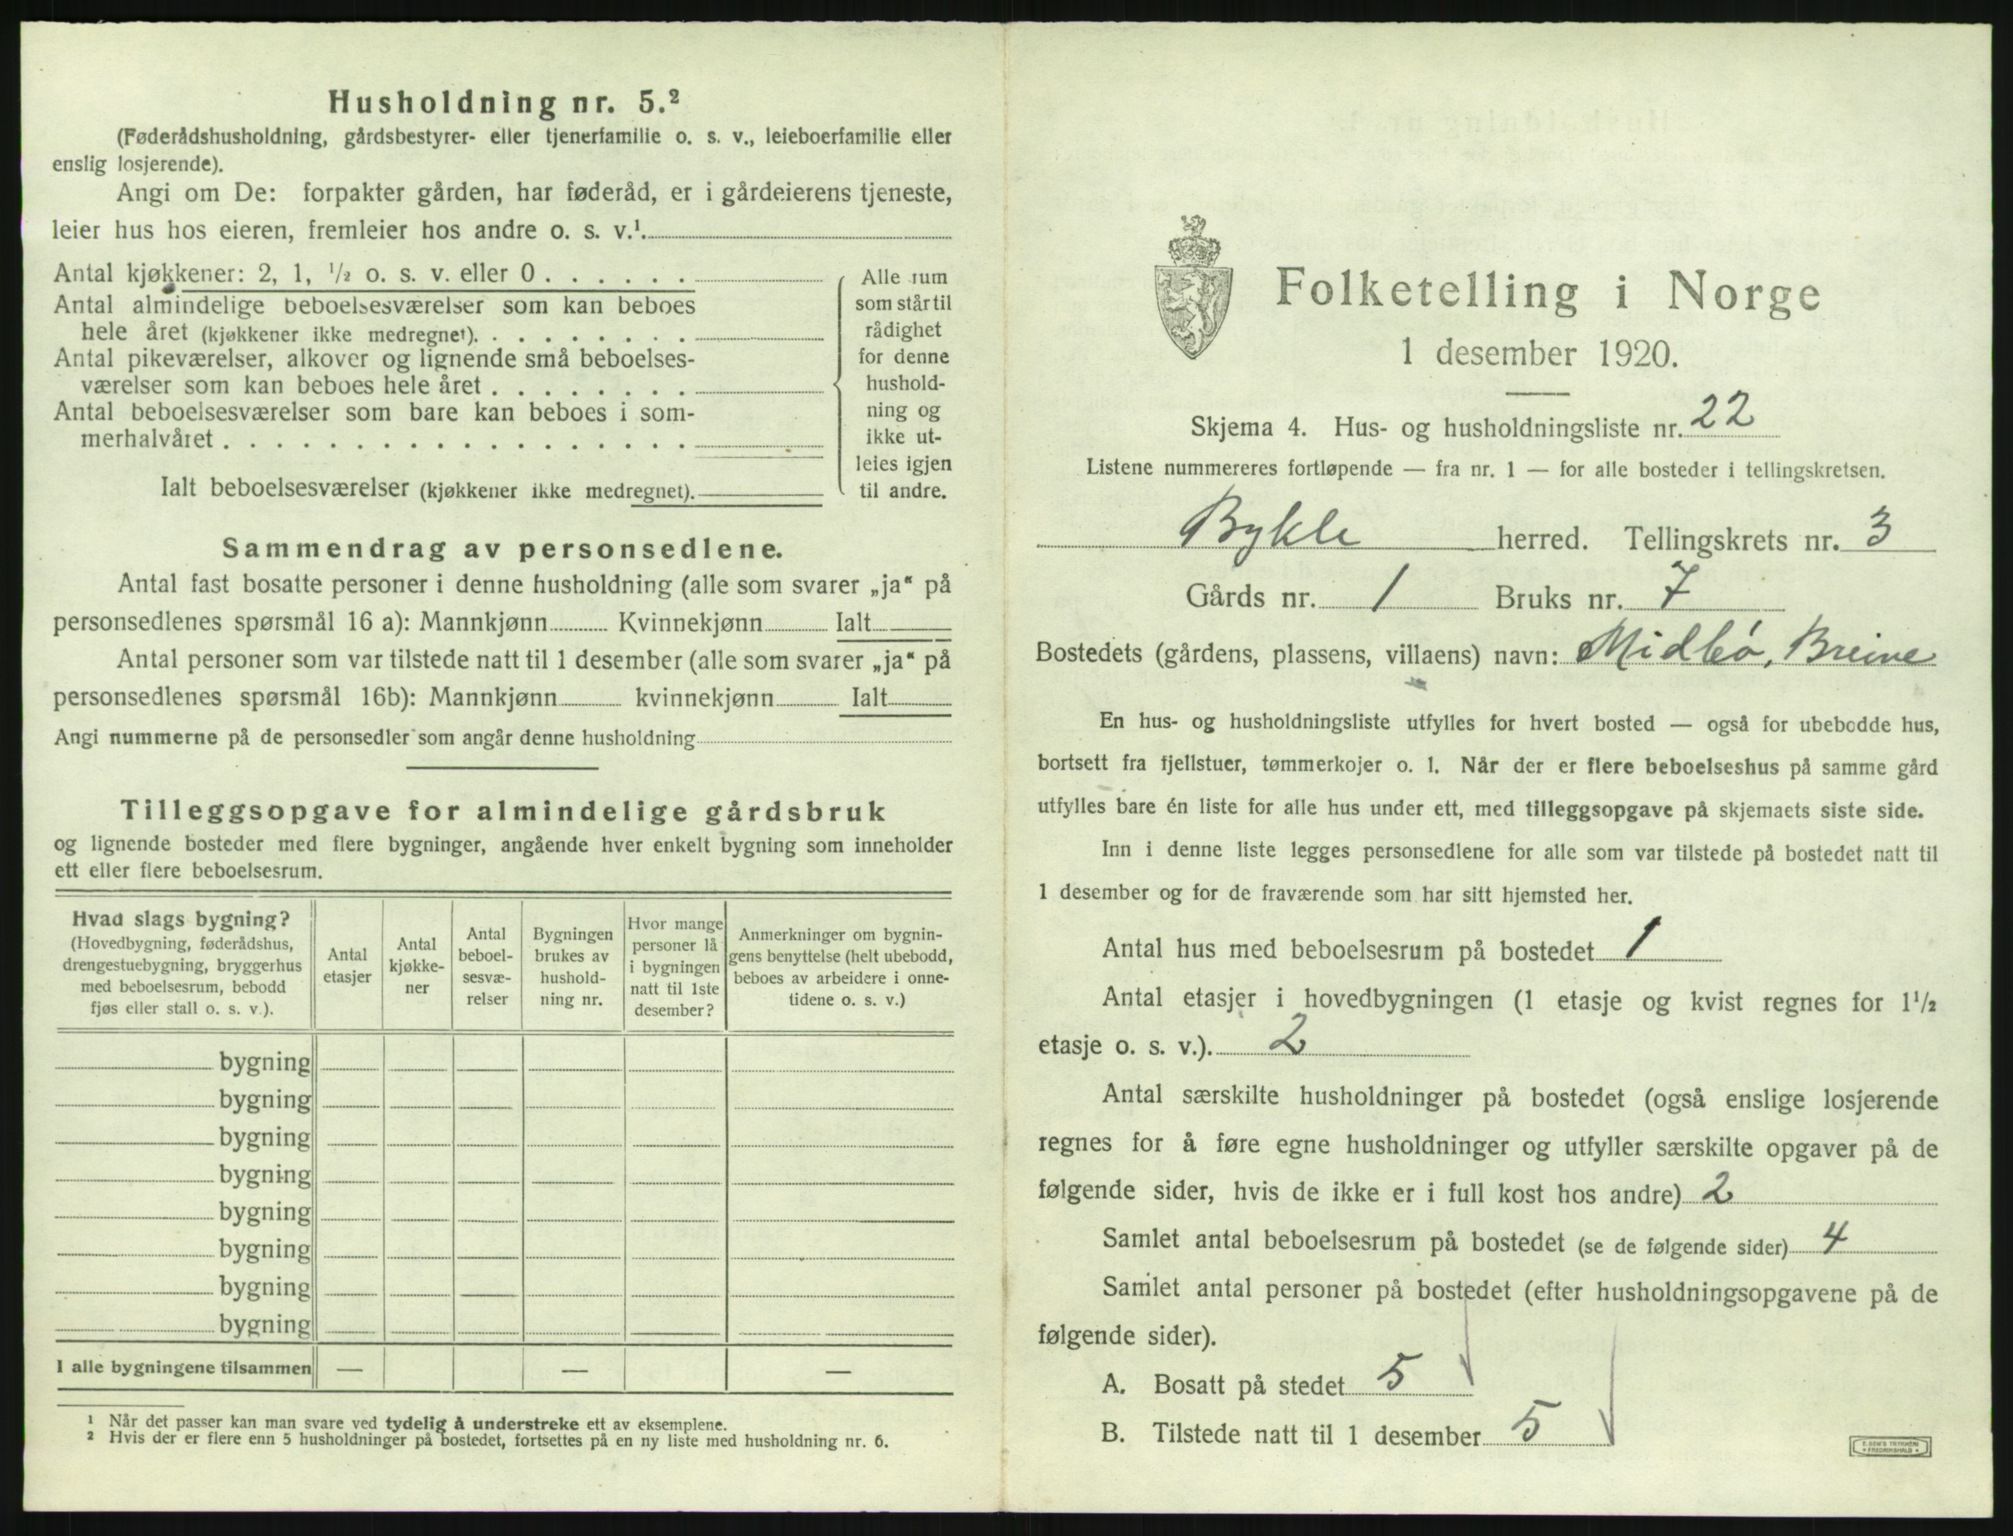 Husholdning nr. 5.²
(Føderådshusholdning, gårdsbestyrer- eller tjenerfamilie o. s. v., leieboerfamilie eller
enslig losjerende).
Angi om De: forpakter gården, har føderåd, er i gårdeierens tjeneste,
leier hus hos eieren, fremleier hos andre o. s. v.¹.
Antal kjøkkener: 2, 1, ½ o. s. v. eller 0 . . . . . .
Antal almindelige beboelsesværelser som kan beboes
hele året (kjøkkener ikke medregnet). . . . . . . . .
Antal pikeværelser, alkover og lignende små beboelses-
værelser som kan beboes hele året . . . . . . . .
Antal beboelsesværelser som bare kan beboes i som-
merhalvåret . . . . . . . . . . . . . . . . . .
Ialt beboelsesværelser (kjøkkener ikke medregnet).
Alle rum
som står til
rådighet
for denne
hushold-
ning og
ikke ut-
leies igjen
til andre.
Sammendrag av personsedlene.
Antal fast bosatte personer i denne husholdning (alle som svarer „ja“ på
personsedlenes spørsmål 16 a): Mannkjønn Kvinnekjønn Ialt
Antal personer som var tilstede natt til 1 desember (alle som svarer „ja“ på
personsedlenes spørsmål 16b): Mannkjønn kvinnekjønn Ialt
Angi nummerne på de personsedler som angår denne husholdning
Tilleggsopgave for almindelige gårdsbruk
og lignende bosteder med flere bygninger, angående hver enkelt bygning som inneholder
ett eller flere beboelsesrum.
Hvad slags bygning?
(Hovedbygning, føderådshus,
drengestuebygning, bryggerhus
med beboelsesrum, bebodd
fjøs eller stall o. s. v.).
Antal
etasjer
Antal
kjøkke-
ner
Antal
beboel-
sesvæ-
relser
Bygningen
brukes av
hushold-
ning nr.
Hvor mange
personer lå
i bygningen
natt til 1ste
desember?
Anmerkninger om bygnin-
gens benyttelse (helt ubebodd,
beboes av arbeidere i onne-
tidene o. s. v.)
bygning
bygning
bygning
bygning
bygning
bygning
bygning
bygning
I alle bygningene tilsammen — — —
¹ Når det passer kan man svare ved tydelig å understreke ett av eksemplene.
² Hvis der er flere enn 5 husholdninger på bostedet, fortsettes på en ny liste med husholdning nr. 6.
Folketelling i Norge
1 desember 1920.
Skjema 4. Hus- og husholdningsliste nr. 22
Listene nummereres fortløpende — fra nr. 1 — for alle bosteder i tellingskretsen.
Bykle herred. Tellingskrets nr. 3
Gårds nr. 1 Bruks nr. 7
Bostedets (gårdens, plassens, villaens) navn: Midbø, Breive
En hus- og husholdningsliste utfylles for hvert bosted — også for ubebodde hus,
bortsett fra fjellstuer, tømmerkojer o. l. Når der er flere beboelseshus på samme gård
utfylles bare én liste for alle hus under ett, med tilleggsopgave på skjemaets siste side.
Inn i denne liste legges personsedlene for alle som var tilstede på bostedet natt til
1 desember og for de fraværende som har sitt hjemsted her.
Antal hus med beboelsesrum på bostedet 1
Antal etasjer i hovedbygningen (1 etasje og kvist regnes for 1½
etasje o. s. v.). 2
Antal særskilte husholdninger på bostedet (også enslige losjerende
regnes for å føre egne husholdninger og utfyller særskilte opgaver på de
følgende sider, hvis de ikke er i full kost hos andre) 2
Samlet antal beboelsesrum på bostedet (se de følgende sider) 4
Samlet antal personer på bostedet (efter husholdningsopgavene på de
følgende sider).
A. Bosatt på stedet 5
B. Tilstede natt til 1 desember 5